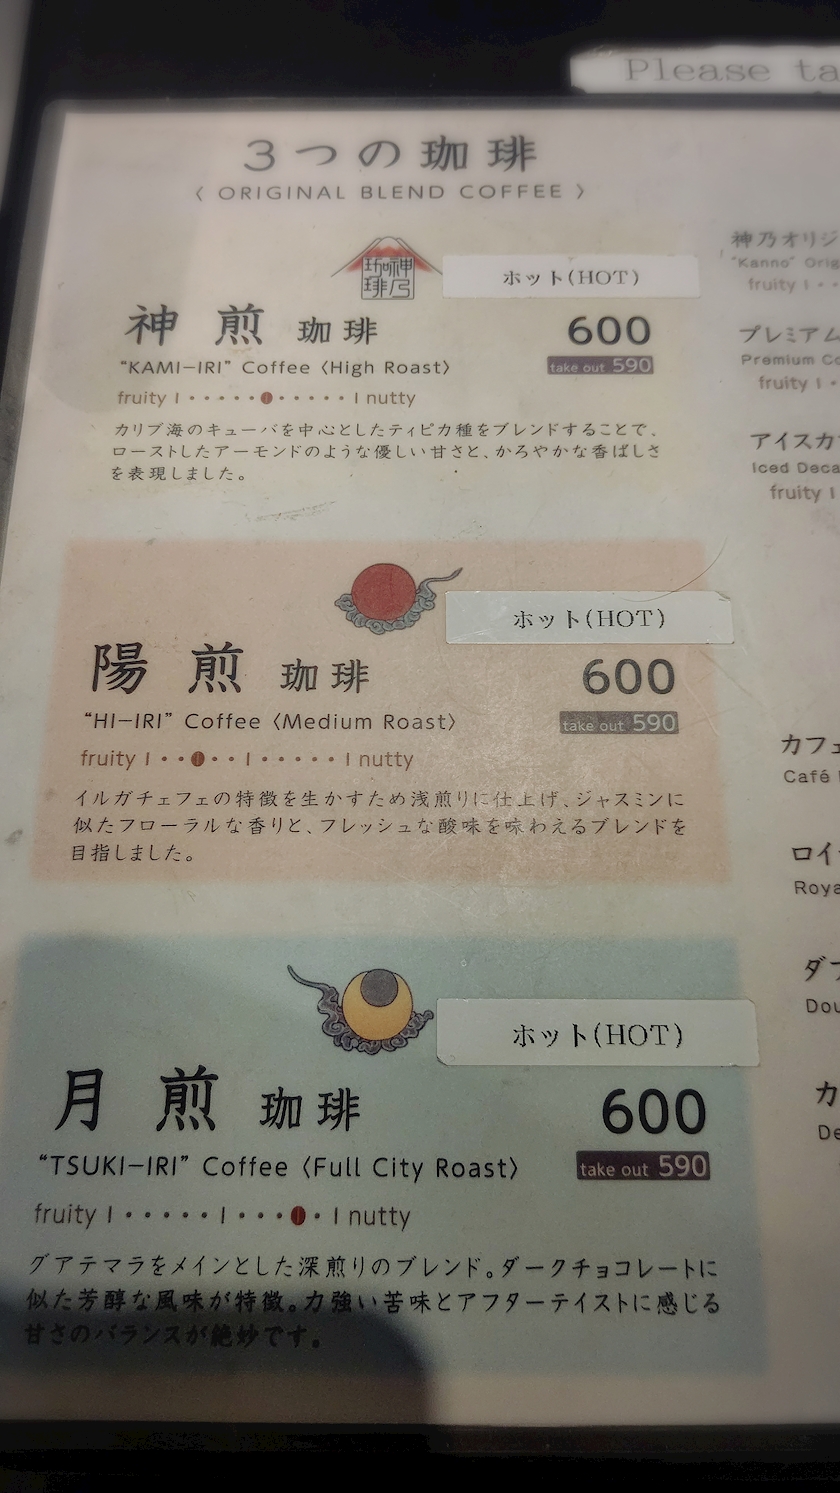 Please ta
3つの珈琲
〈 ORIGINAL BLEND COFFEE 〉
珈神
琲乃
ホット(HOT)
神煎 珈琲
600
"KAMI-IRI" Coffee 〈High Roast〉
take out 590
fruity I・・・・・●・・・・・I nutty
カリブ海のキューバを中心としたティピカ種をブレンドすることで、
ローストしたアーモンドのような優しい甘さと、かろやかな香ばしさ
を表現しました。
ホット(HOT)
陽煎 珈琲
600
"HI-IRI" Coffee 〈Medium Roast〉
take out 590
fruity I・・●・・I・・・・・I nutty
イルガチェフェの特徴を生かすため浅煎りに仕上げ、ジャスミンに
似たフローラルな香りと、フレッシュな酸味を味わえるブレンドを
目指しました。
ホット(HOT)
月煎 珈琲
600
"TSUKI-IRI" Coffee 〈Full City Roast〉
take out 590
fruity I・・・・・I・・・●・I nutty
グアテマラをメインとした深煎りのブレンド。ダークチョコレートに
似た芳醇な風味が特徴。力強い苦味とアフターテイストに感じる
甘さのバランスが絶妙です。
神乃オリジ
"Kanno" Orig
fruity I・・
プレミアム
Premium Co
fruity I・
アイスカフ
Iced Deca
fruity I
カフェ
Café
ロイ
Roya
ダブ
Dou
カ
De